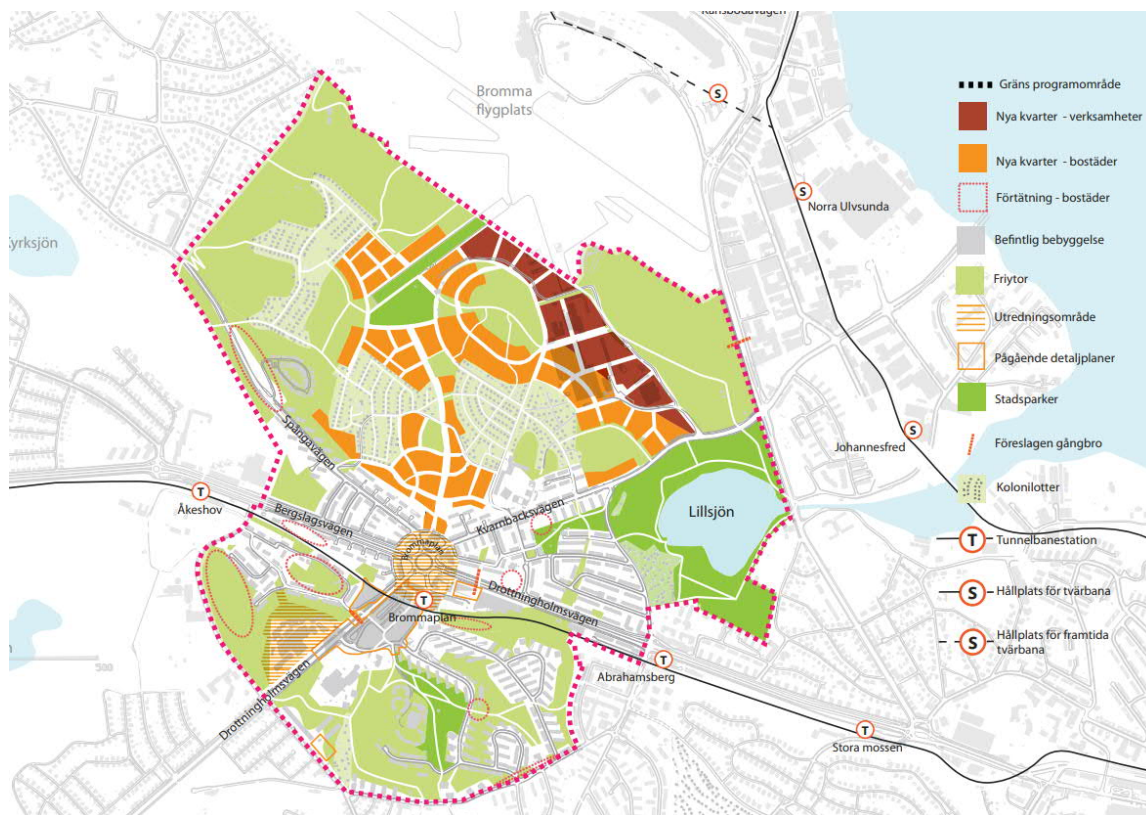 Karlsbodavägen
Bromma
flygplats
S
S
Norra Ulvsunda
Kyrksjön
Spångavägen
T
Åkeshov
Bergslagsvägen
Kvarnbacksvägen
Lillsjön
Johannesfred
S
Brommaplan
Drottningholmsvägen
T
Brommaplan
T
Abrahamsberg
Drottningholmsvägen
T
Stora mossen
500
Gräns programområde
Nya kvarter - verksamheter
Nya kvarter - bostäder
Förtätning - bostäder
Befintlig bebyggelse
Friytor
Utredningsområde
Pågående detaljplaner
Stadsparker
Föreslagen gångbro
Kolonilotter
T
Tunnelbanestation
S
Hållplats för tvärbana
S
Hållplats för framtida
tvärbana